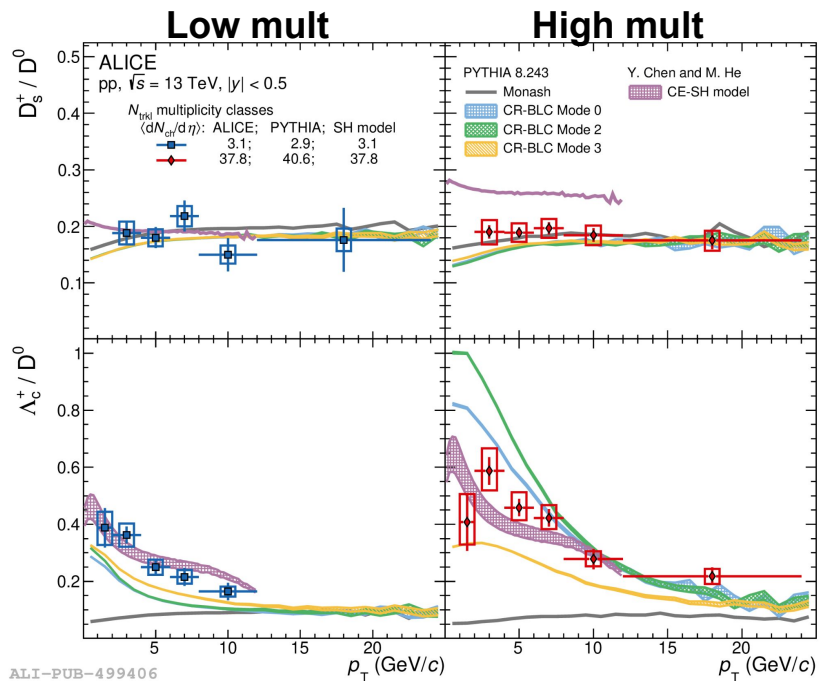 Low mult
High mult
D_s^+ / D^0
0.5
0.4
0.3
0.2
0.1
ALICE
pp, √s = 13 TeV, |y| < 0.5
N_trkl multiplicity classes
⟨dN_ch/dη⟩: ALICE; PYTHIA; SH model
3.1; 2.9; 3.1
37.8; 40.6; 37.8
PYTHIA 8.243
Monash
CR-BLC Mode 0
CR-BLC Mode 2
CR-BLC Mode 3
Y. Chen and M. He
CE-SH model
Λ_c^+ / D^0
1
0.8
0.6
0.4
0.2
5 10 15 20
p_T (GeV/c)
5 10 15 20
p_T (GeV/c)
ALI-PUB-499406